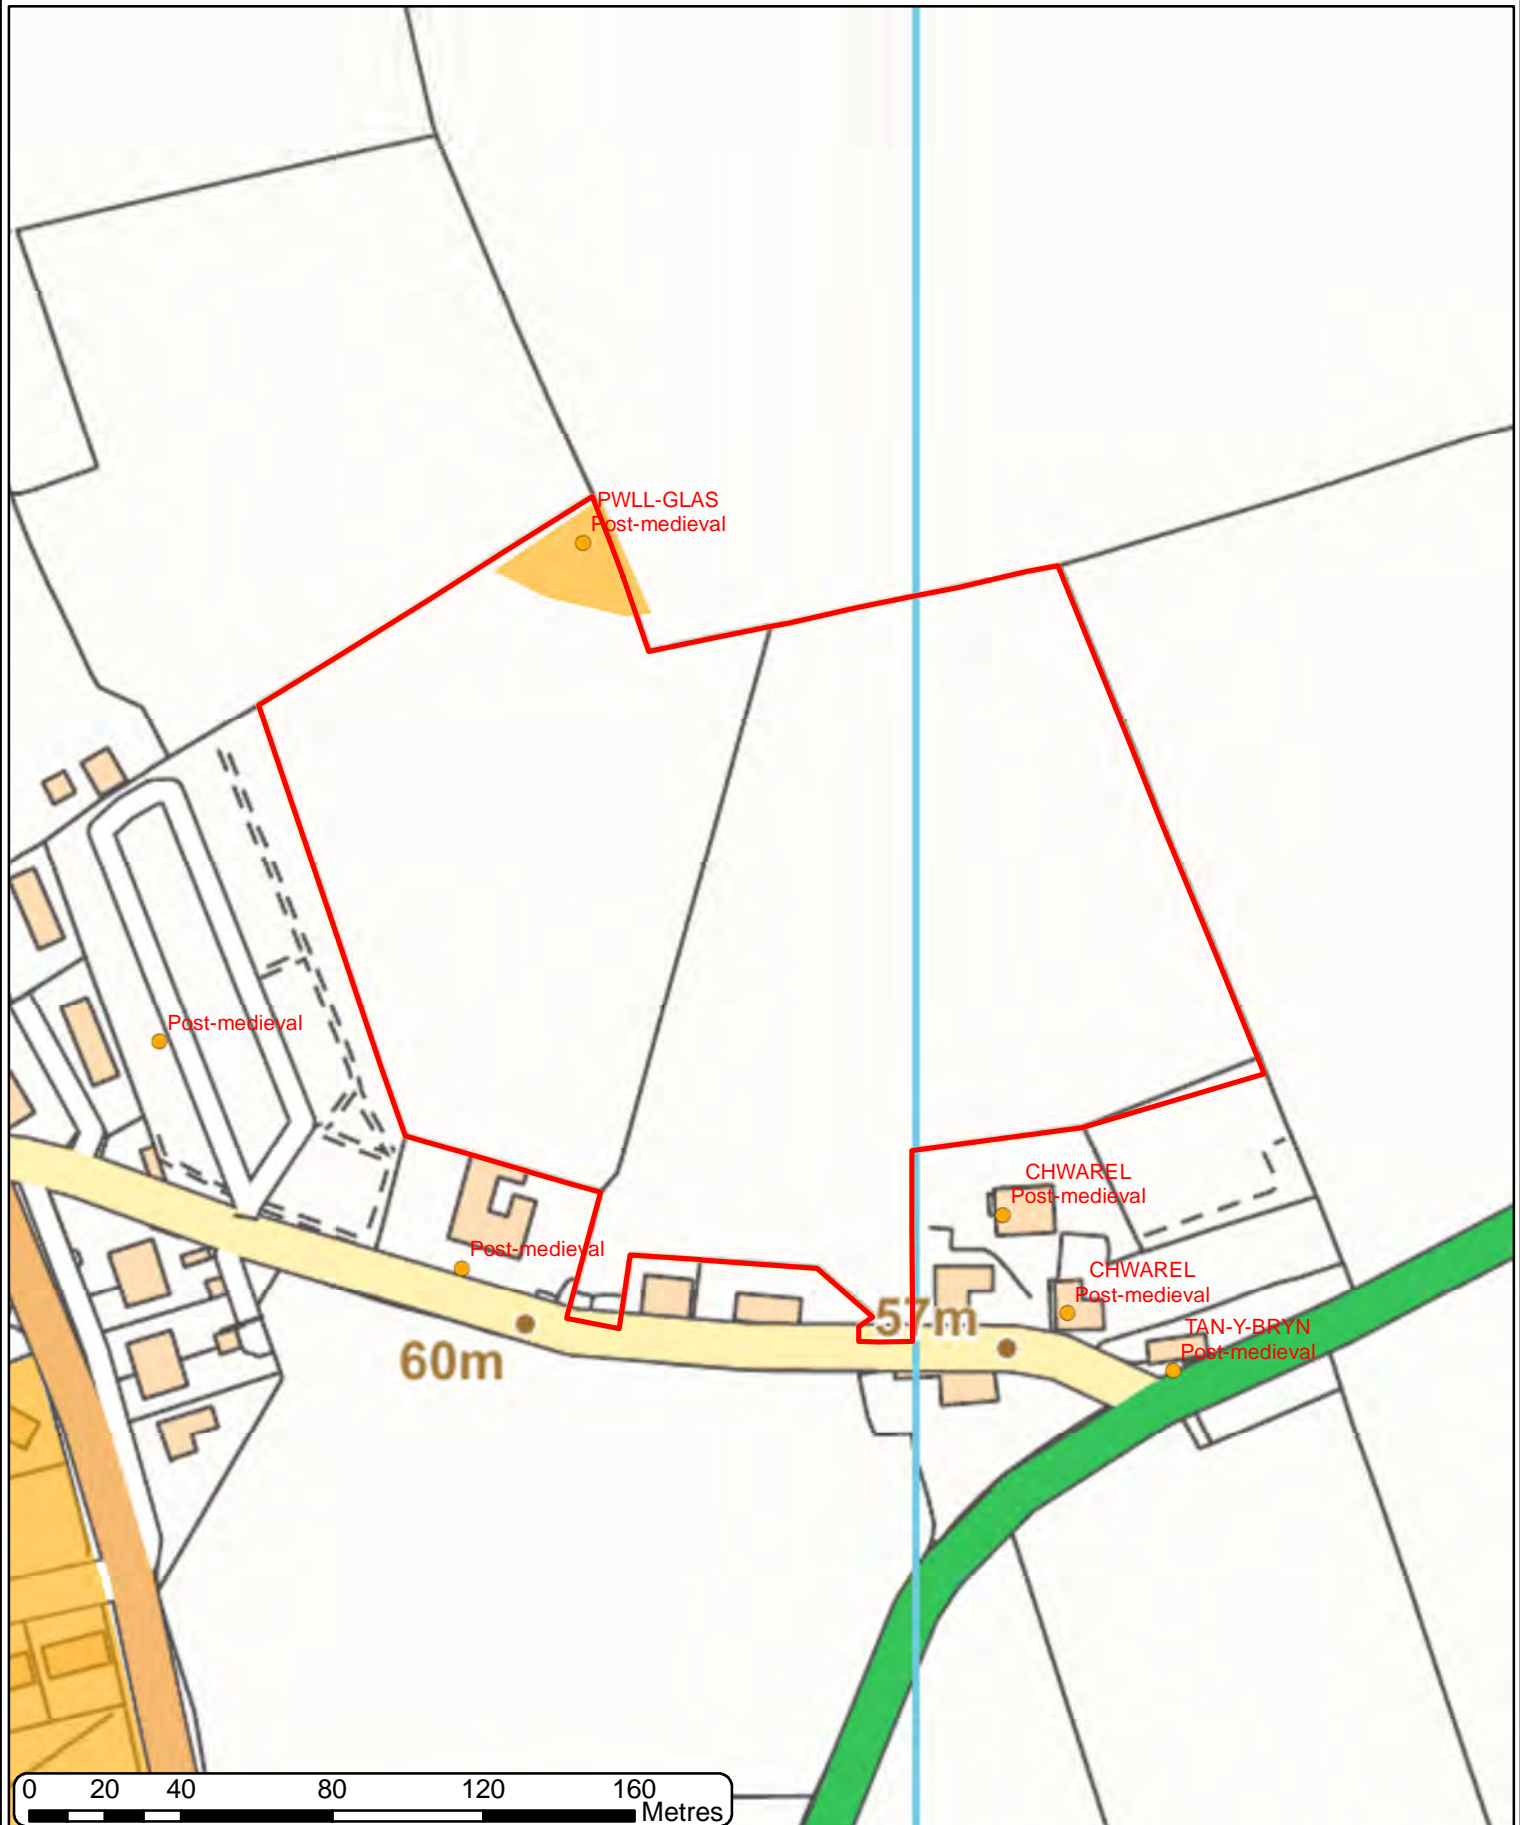 PWLL-GLAS
Post-medieval
Post-medieval
CHWAREL
Post-medieval
Post-medieval
CHWAREL
Post-medieval
57m
TAN-Y-BRYN
Post-medieval
60m
0 20 40 80 120 160
Metres